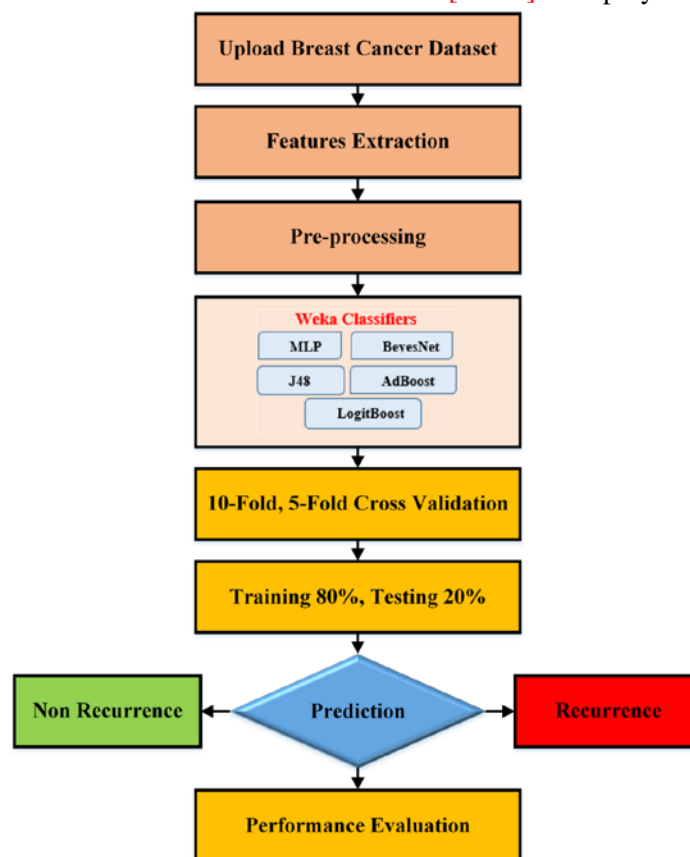 Upload Breast Cancer Dataset
Features Extraction
Pre-processing
Weka Classifiers
MLP BevesNet
J48 AdBoost
LogitBoost
10-Fold, 5-Fold Cross Validation
Training 80%, Testing 20%
Non Recurrence Prediction Recurrence
Performance Evaluation